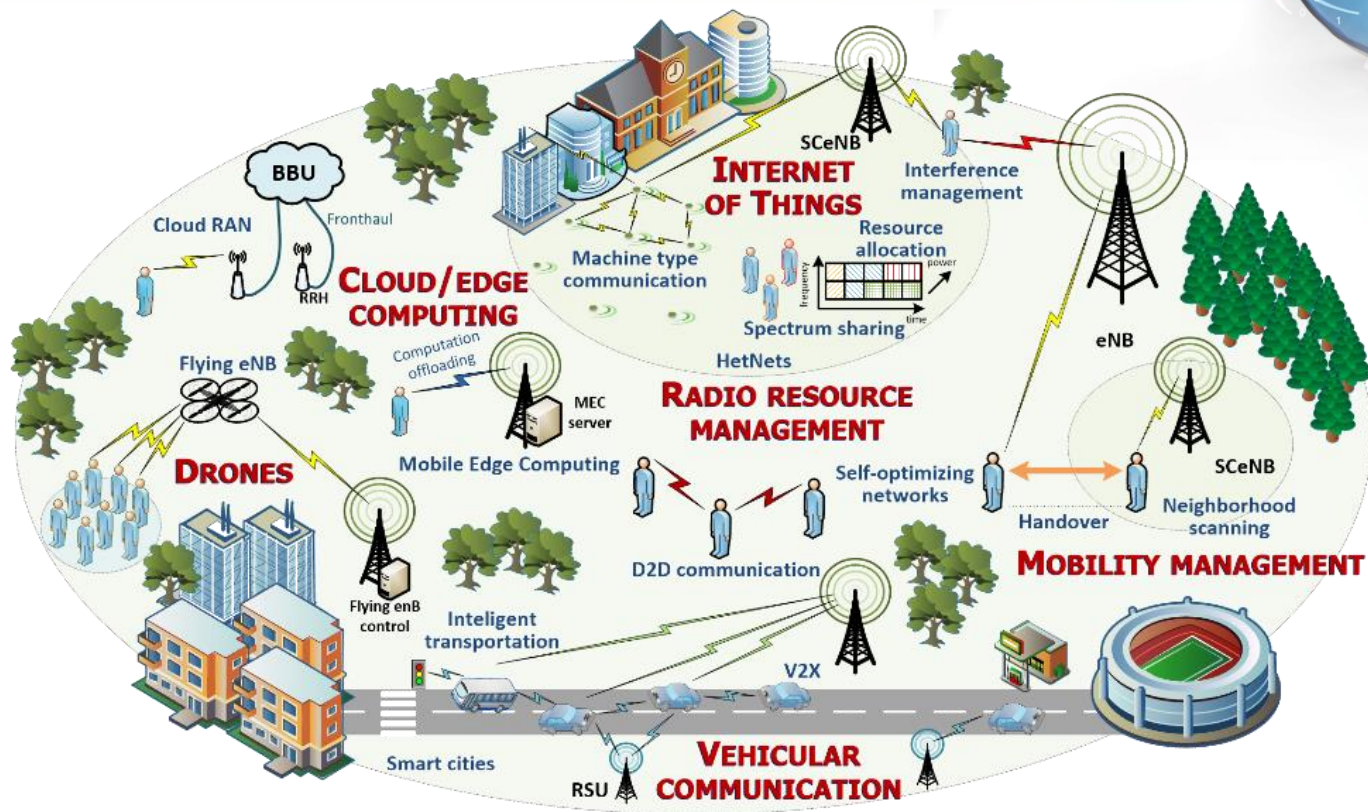 1
SCeNB
INTERNET
OF THINGS
Interference
management
BBU
Fronthaul
Cloud RAN
RRH
Machine type
communication
Resource
allocation
power
frequency
time
Spectrum sharing
HetNets
CLOUD/EDGE
COMPUTING
Computation
offloading
Flying eNB
MEC
server
Mobile Edge Computing
RADIO RESOURCE
MANAGEMENT
eNB
SCeNB
DRONES
Self-optimizing
networks
Handover
Neighborhood
scanning
MOBILITY MANAGEMENT
D2D communication
Flying enB
control
Inteligent
transportation
V2X
Smart cities
RSU
VEHICULAR
COMMUNICATION